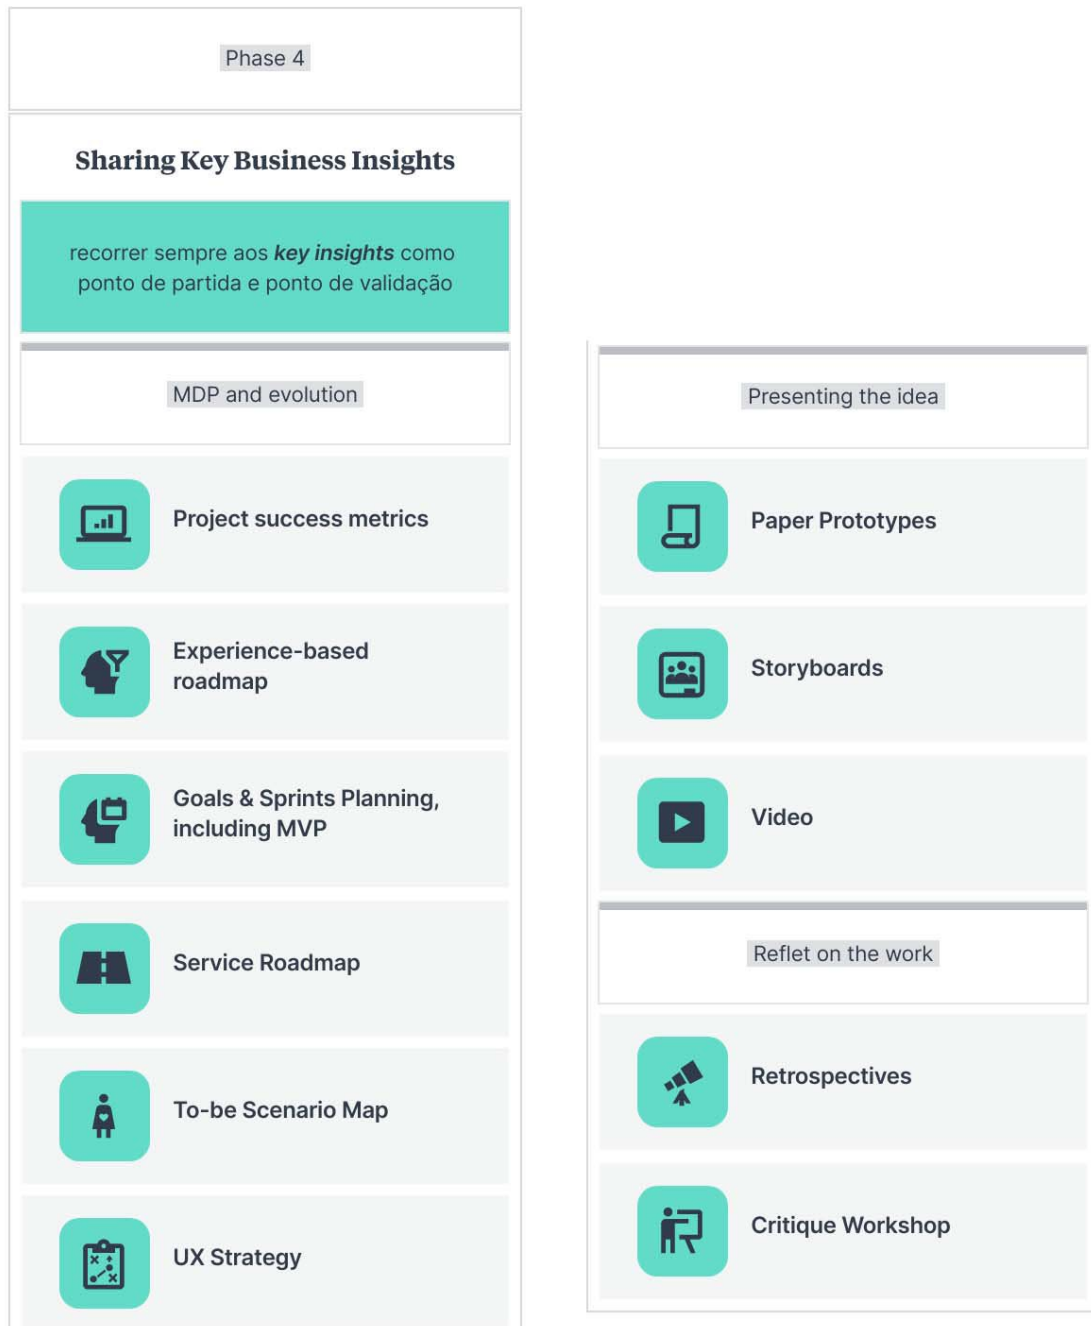 Phase 4
Sharing Key Business Insights
recorrer sempre aos key insights como
ponto de partida e ponto de validação
MDP and evolution
Project success metrics
Experience-based
roadmap
Goals & Sprints Planning,
including MVP
Service Roadmap
To-be Scenario Map
UX Strategy
Presenting the idea
Paper Prototypes
Storyboards
Video
Reflet on the work
Retrospectives
Critique Workshop